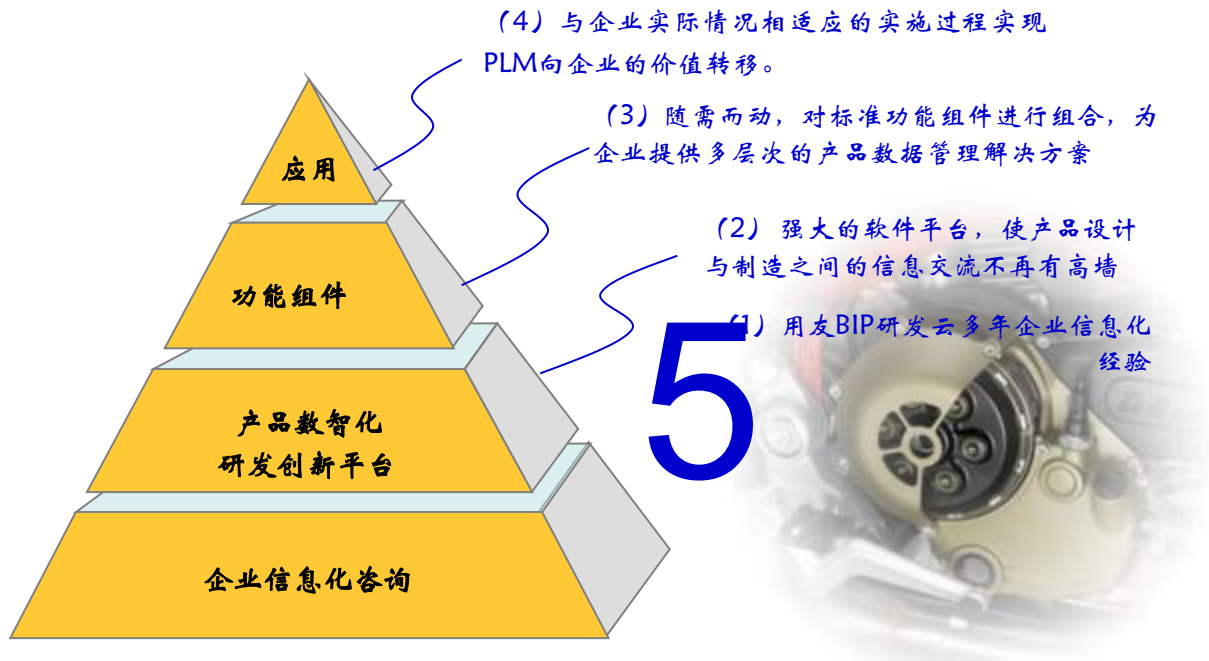 (4)与企业实际情况相适应的实施过程实现
PLM向企业的价值转移。
(3)随需而动，对标准功能组件进行组合，为
企业提供多层次的产品数据管理解决方案
(2) 强大的软件平台，使产品设计
与制造之间的信息交流不再有高墙
(1)用友BIP研发云多年企业信息化
经验
5
应用
功能组件
产品数智化
研发创新平台
企业信息化咨询